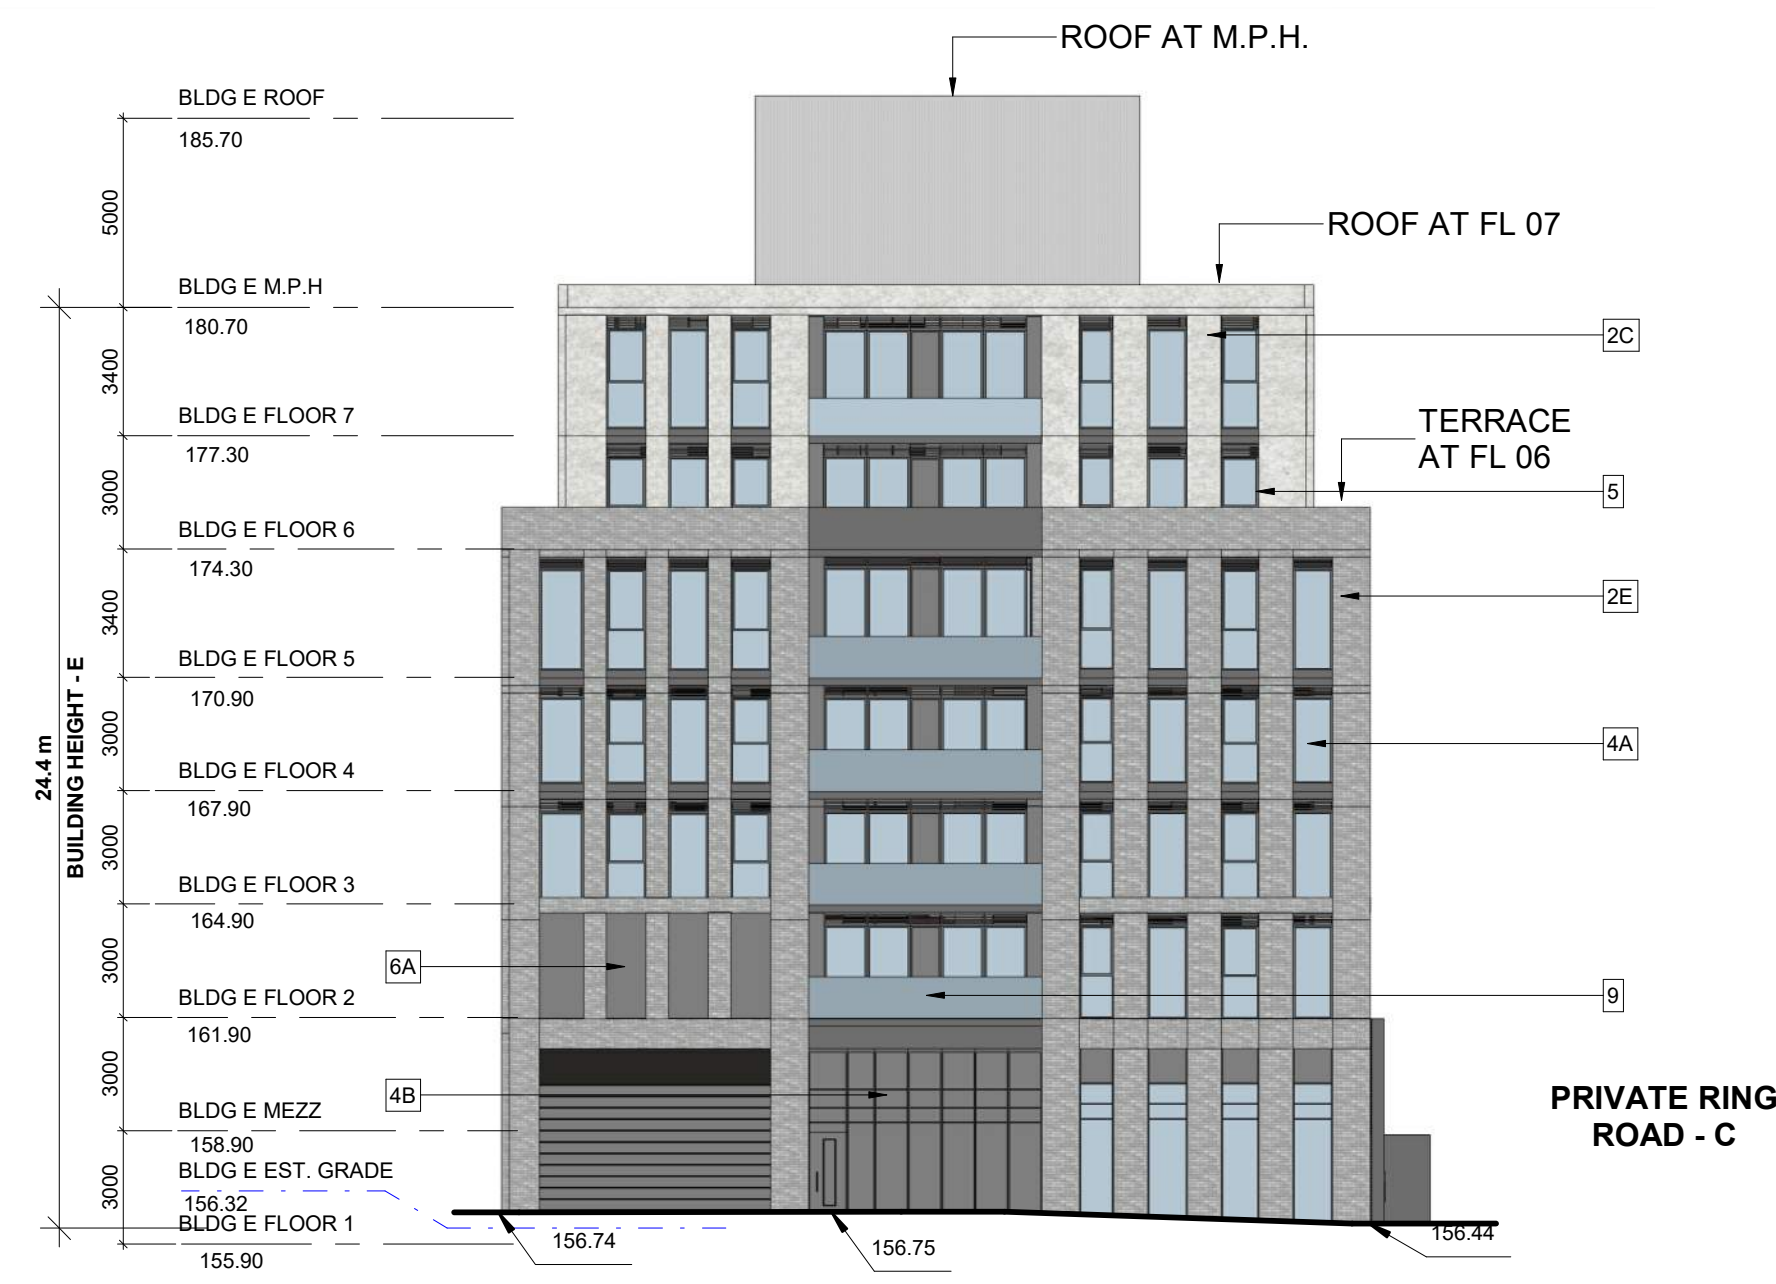 ROOF AT M.P.H.
BLDG E ROOF
185.70
5000
ROOF AT FL 07
BLDG E M.P.H
180.70
2C
3400
BLDG E FLOOR 7
177.30
TERRACE
AT FL 06
3000
5
BLDG E FLOOR 6
174.30
3400
2E
BLDG E FLOOR 5
170.90
24.4 m
BUILDING HEIGHT - E
3000
4A
BLDG E FLOOR 4
167.90
3000
BLDG E FLOOR 3
164.90
3000
6A
9
BLDG E FLOOR 2
161.90
3000
4B
BLDG E MEZZ
158.90
PRIVATE RING
ROAD - C
BLDG E EST. GRADE
156.32
3000
BLDG E FLOOR 1
155.90
156.74
156.75
156.44